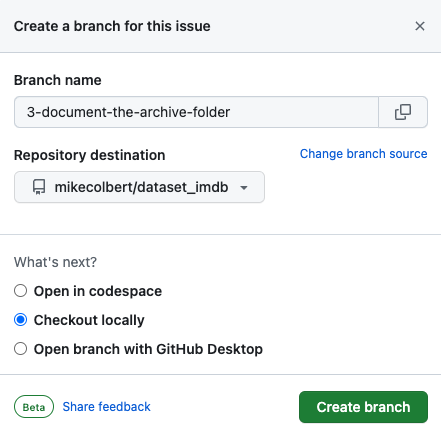 Create a branch for this issue
Branch name
3-document-the-archive-folder
Repository destination
Change branch source
mikecolbert/dataset_imdb
What's next?
Open in codespace
Checkout locally
Open branch with GitHub Desktop
Beta Share feedback
Create branch